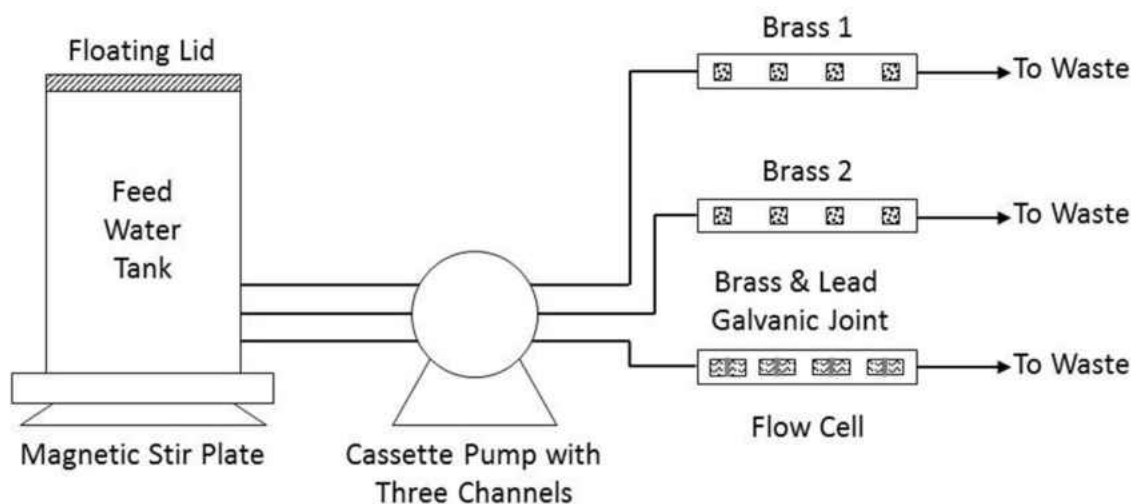 Floating Lid
Feed
Water
Tank
Magnetic Stir Plate
Cassette Pump with
Three Channels
Brass 1
To Waste
Brass 2
To Waste
Brass & Lead
Galvanic Joint
To Waste
Flow Cell